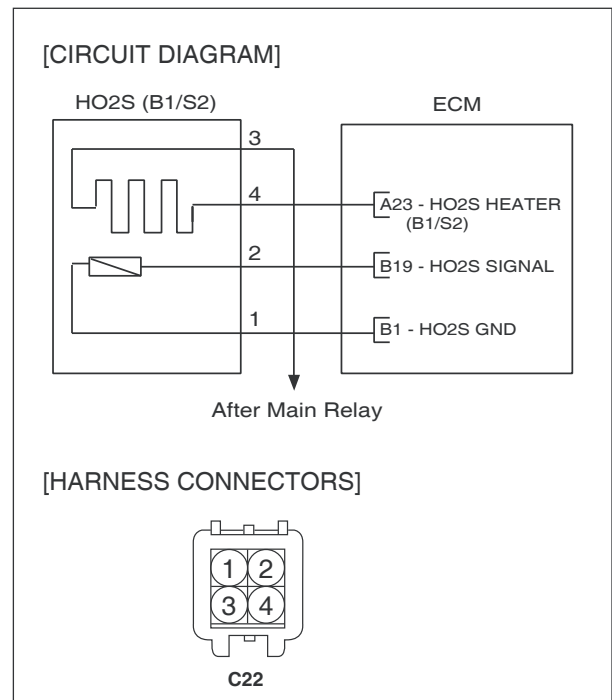 [CIRCUIT DIAGRAM]
HO2S (B1/S2)
ECM
3
4
A23 - HO2S HEATER
(B1/S2)
2
B19 - HO2S SIGNAL
1
B1 - HO2S GND
After Main Relay
[HARNESS CONNECTORS]
1 2
3 4
C22